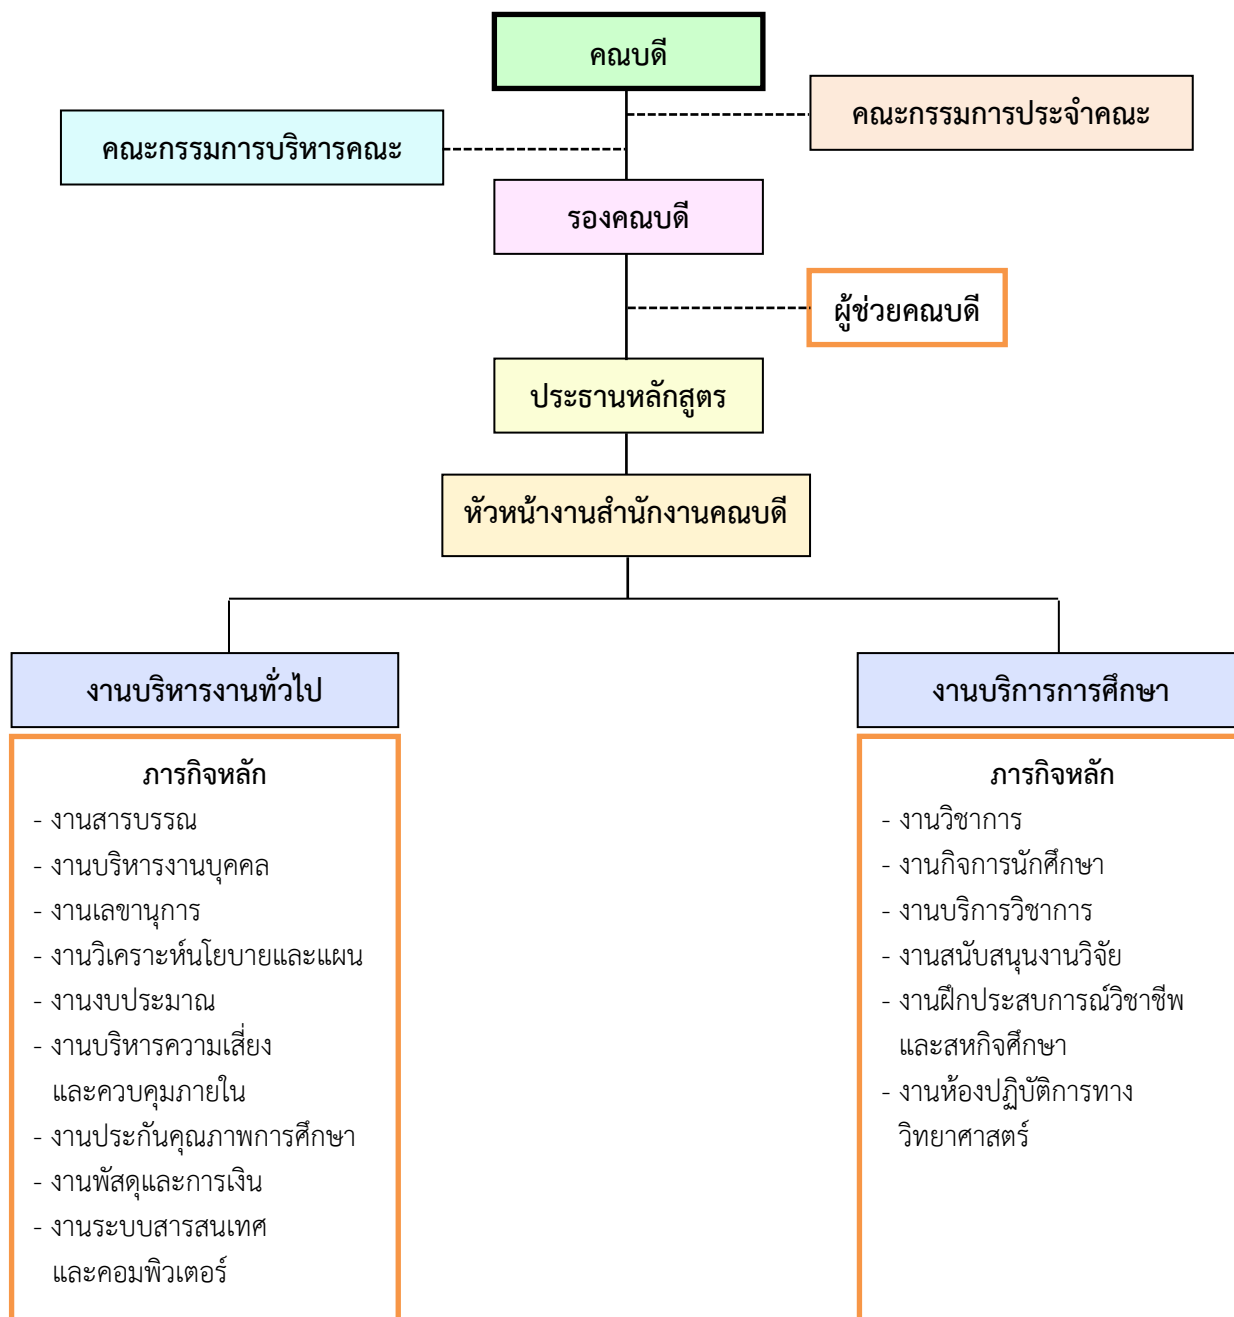 คณบดี
คณะกรรมการประจำคณะ
คณะกรรมการบริหารคณะ
รองคณบดี
ผู้ช่วยคณบดี
ประธานหลักสูตร
หัวหน้างานสำนักงานคณบดี
งานบริหารงานทั่วไป
ภารกิจหลัก
- งานสารบรรณ
- งานบริหารงานบุคคล
- งานเลขานุการ
- งานวิเคราะห์นโยบายและแผน
- งานงบประมาณ
- งานบริหารความเสี่ยง
และควบคุมภายใน
- งานประกันคุณภาพการศึกษา
- งานพัสดุและการเงิน
- งานระบบสารสนเทศ
และคอมพิวเตอร์
งานบริการการศึกษา
ภารกิจหลัก
- งานวิชาการ
- งานกิจการนักศึกษา
- งานบริการวิชาการ
- งานสนับสนุนงานวิจัย
- งานฝึกประสบการณ์วิชาชีพ
และสหกิจศึกษา
- งานห้องปฏิบัติการทาง
วิทยาศาสตร์